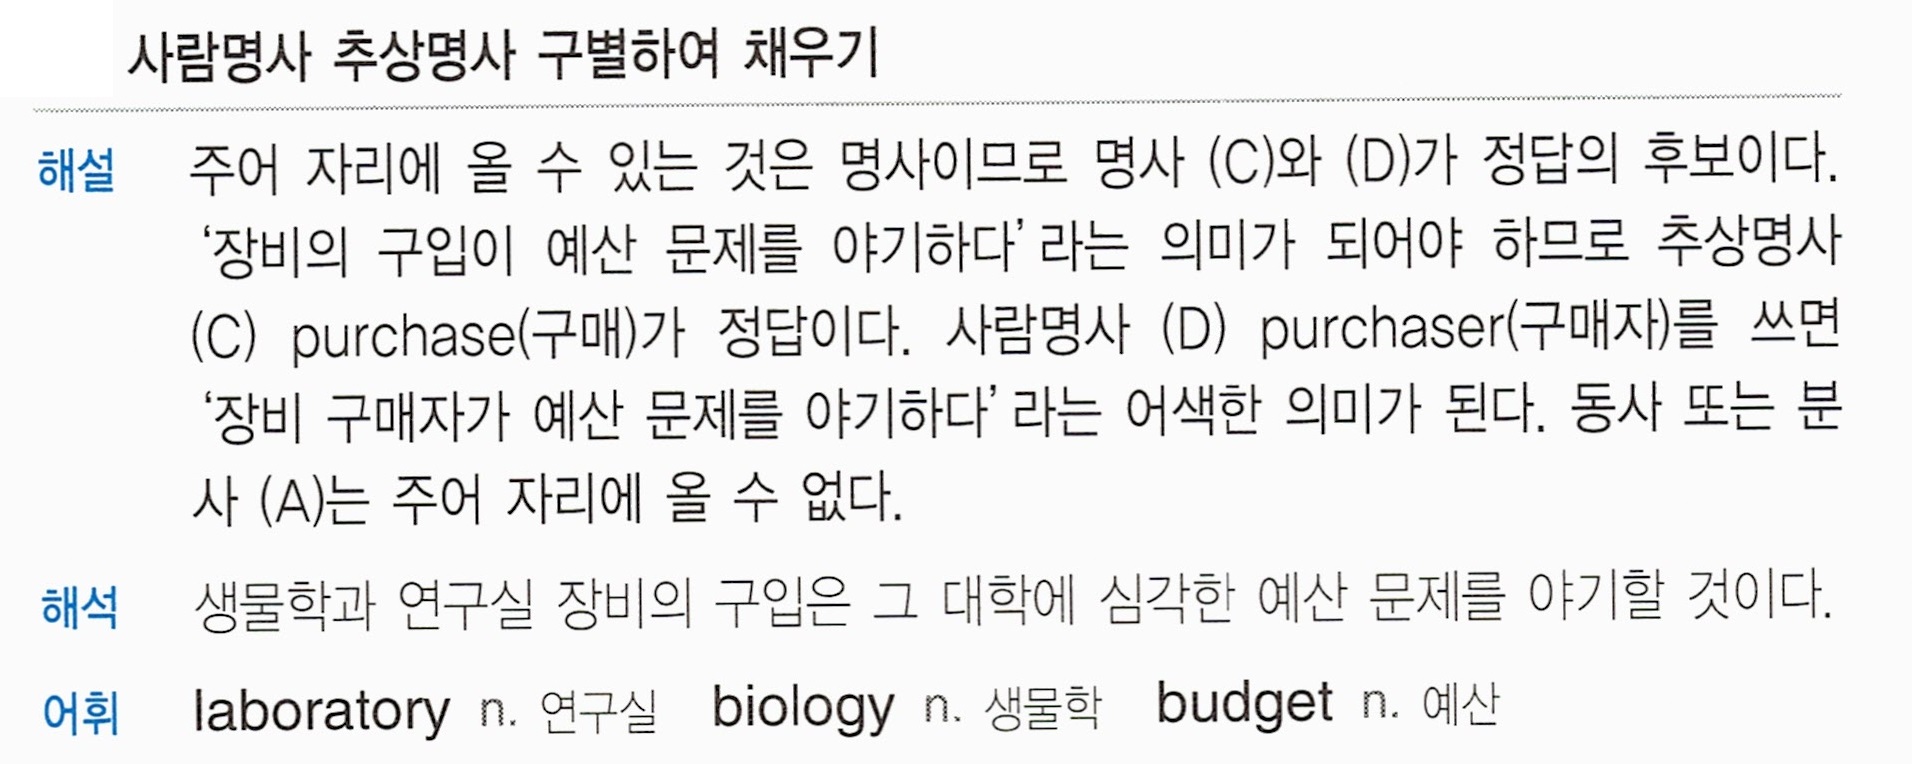 사람명사 추상명사 구별하여 채우기
해설 주어 자리에 올 수 있는 것은 명사이므로 명사 (C)와 (D)가 정답의 후보이다.
‘장비의 구입이 예산 문제를 야기하다’라는 의미가 되어야 하므로 추상명사
(C) purchase(구매)가 정답이다. 사람명사 (D) purchaser(구매자)를 쓰면
‘장비 구매자가 예산 문제를 야기하다’라는 어색한 의미가 된다. 동사 또는 분
사 (A)는 주어 자리에 올 수 없다.
해석 생물학과 연구실 장비의 구입은 그 대학에 심각한 예산 문제를 야기할 것이다.
어휘 laboratory n. 연구실 biology n. 생물학 budget n. 예산